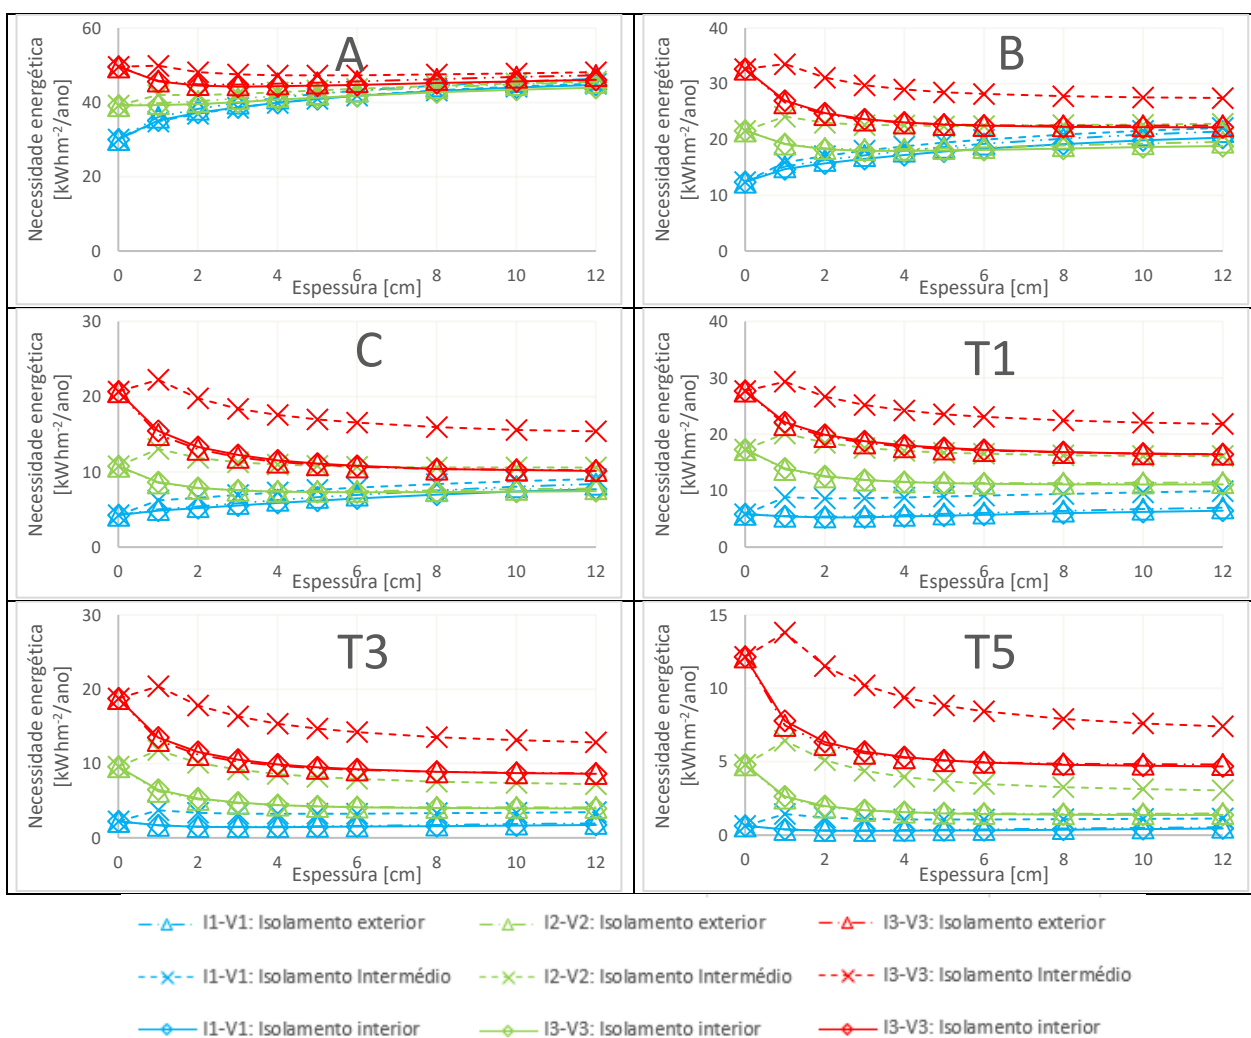 A
Necessidade energética
[kWhm⁻²/ano]
60
40
20
0
0 2 4 6 8 10 12
Espessura [cm]
B
Necessidade energética
[kWhm⁻²/ano]
40
30
20
10
0
0 2 4 6 8 10 12
Espessura [cm]
C
Necessidade energética
[kWhm⁻²/ano]
30
20
10
0
0 2 4 6 8 10 12
Espessura [cm]
T1
Necessidade energética
[kWhm⁻²/ano]
40
30
20
10
0
0 2 4 6 8 10 12
Espessura [cm]
T3
Necessidade energética
[kWhm⁻²/ano]
30
20
10
0
0 2 4 6 8 10 12
Espessura [cm]
T5
Necessidade energética
[kWhm⁻²/ano]
15
10
5
0
0 2 4 6 8 10 12
Espessura [cm]
I1-V1: Isolamento exterior
I2-V2: Isolamento exterior
I3-V3: Isolamento exterior
I1-V1: Isolamento Intermédio
I2-V2: Isolamento Intermédio
I3-V3: Isolamento Intermédio
I1-V1: Isolamento interior
I3-V3: Isolamento interior
I3-V3: Isolamento interior